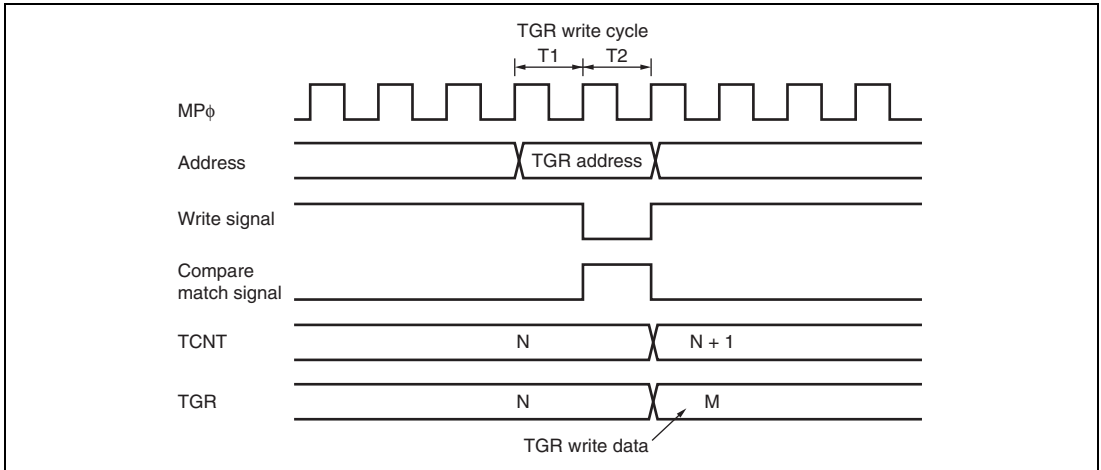 TGR write cycle
T1 T2
MPφ
Address TGR address
Write signal
Compare
match signal
TCNT N N + 1
TGR N M
TGR write data